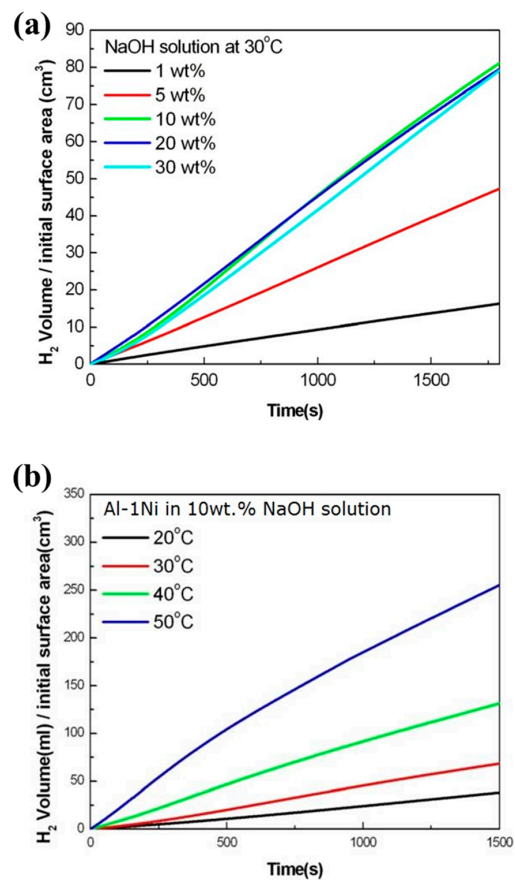 (a)
NaOH solution at 30°C
1 wt%
5 wt%
10 wt%
20 wt%
30 wt%
H₂ Volume / initial surface area (cm³)
90
80
70
60
50
40
30
20
10
0
0 500 1000 1500
Time(s)
(b)
Al-1Ni in 10wt.% NaOH solution
20°C
30°C
40°C
50°C
H₂ Volume(ml) / initial surface area(cm³)
350
300
250
200
150
100
50
0
0 500 1000 1500
Time(s)